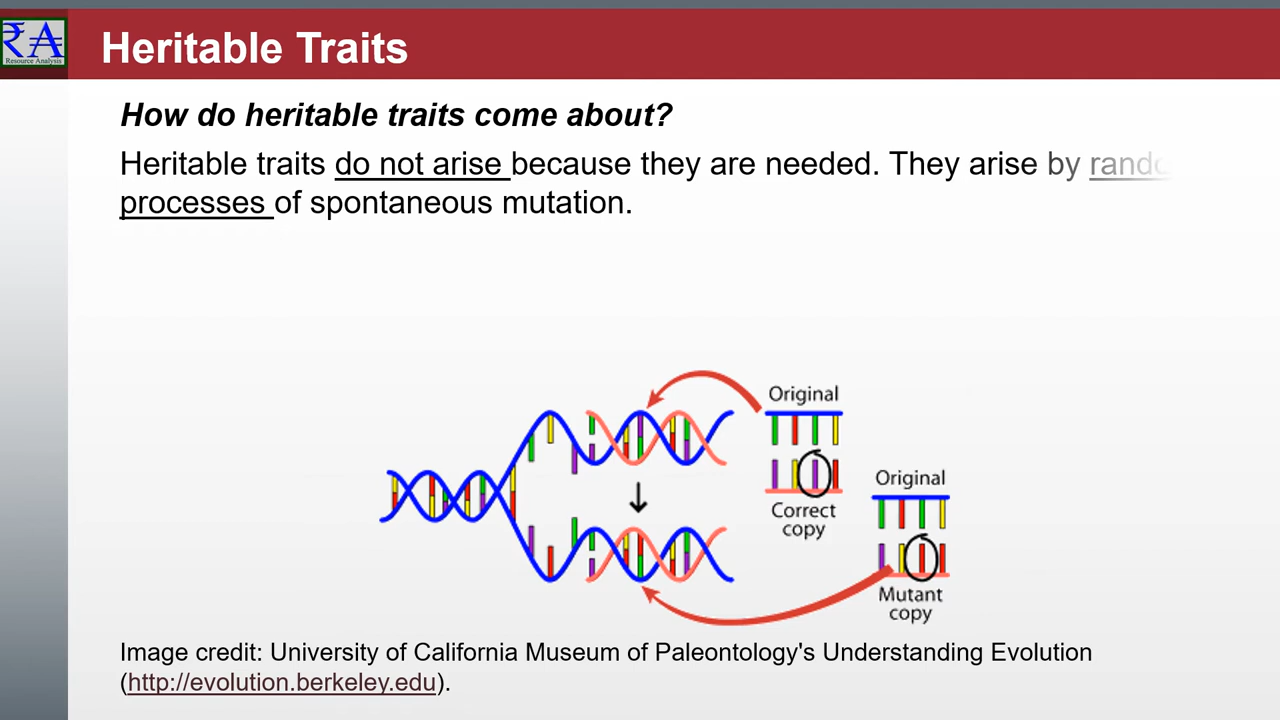 ₹A
Resource Analysis
Heritable Traits
How do heritable traits come about?
Heritable traits do not arise because they are needed. They arise by
processes of spontaneous mutation.
Original
Correct
copy
Original
Mutant
copy
Image credit: University of California Museum of Paleontology's Understanding Evolution
(http://evolution.berkeley.edu).